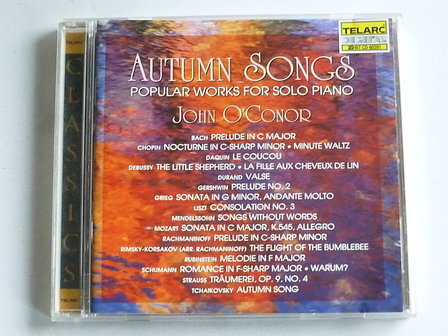 TELARC
CLASSICS
TELARC
TELARC
DIGITAL
AUTUMN SONGS
POPULAR WORKS FOR SOLO PIANO
JOHN O'CONOR
BACH PRELUDE IN C MAJOR
CHOPIN NOCTURNE IN C-SHARP MINOR • MINUTE WALTZ
DAQUIN LE COUCOU
DEBUSSY THE LITTLE SHEPHERD • LA FILLE AUX CHEVEUX DE LIN
DURAND VALSE
GERSHWIN PRELUDE NO. 2
GRIEG SONATA IN G MINOR, ANDANTE MOLTO
LISZT CONSOLATION NO. 3
MENDELSSOHN SONGS WITHOUT WORDS
MOZART SONATA IN C MAJOR, K.545, ALLEGRO
RACHMANINOFF PRELUDE IN C-SHARP MINOR
RIMSKY-KORSAKOV (ARR. RACHMANINOFF) THE FLIGHT OF THE BUMBLEBEE
RUBINSTEIN MELODIE IN F MAJOR
SCHUMANN ROMANCE IN F-SHARP MAJOR • WARUM?
STRAUSS TRÄUMEREI, OP. 9, NO. 4
TCHAIKOVSKY AUTUMN SONG